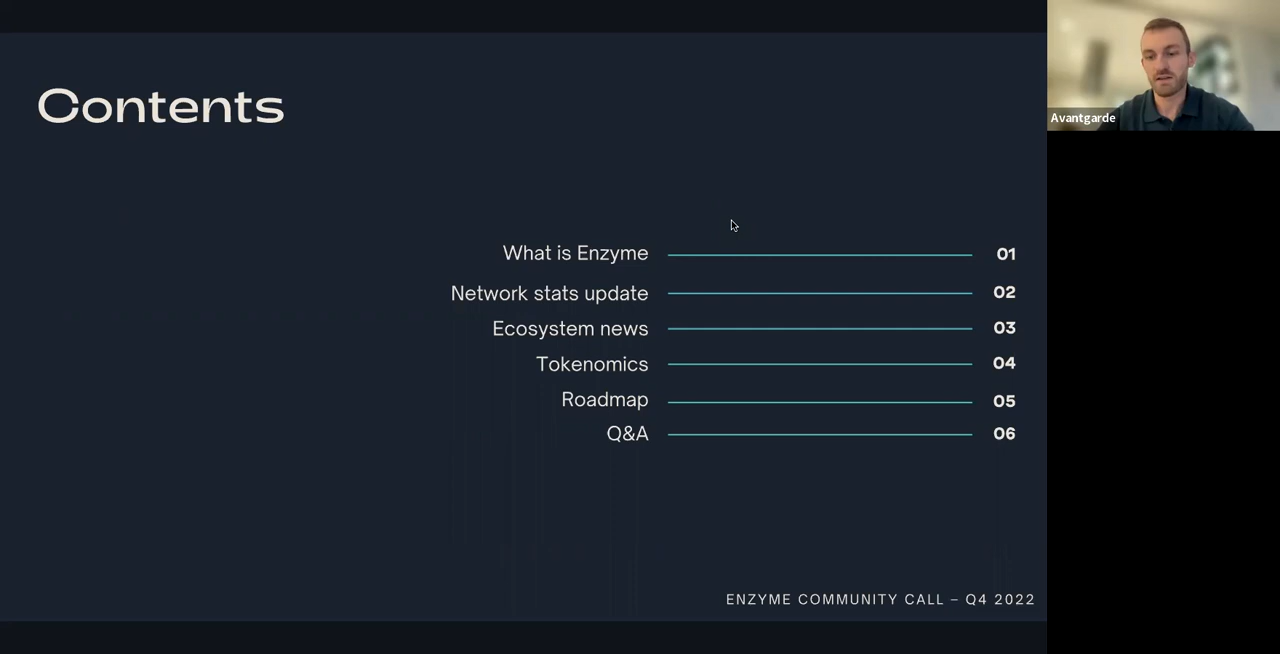 Contents
What is Enzyme 01
Network stats update 02
Ecosystem news 03
Tokenomics 04
Roadmap 05
Q&A 06
ENZYME COMMUNITY CALL – Q4 2022
Avantgarde